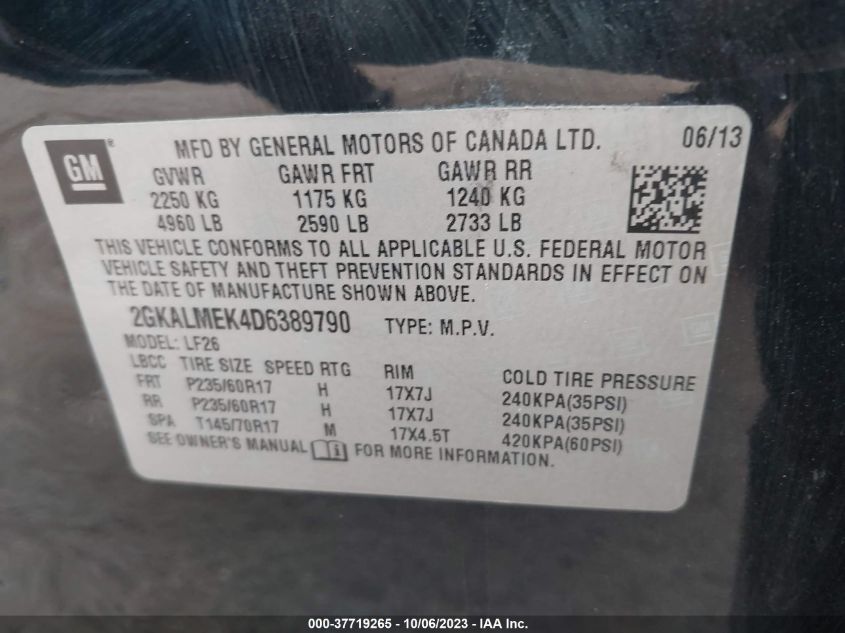 GM ® MFD BY GENERAL MOTORS OF CANADA LTD. 06/13
GVWR GAWR FRT GAWR RR
2250 KG 1175 KG 1240 KG
4960 LB 2590 LB 2733 LB
THIS VEHICLE CONFORMS TO ALL APPLICABLE U.S. FEDERAL MOTOR
VEHICLE SAFETY AND THEFT PREVENTION STANDARDS IN EFFECT ON
THE DATE OF MANUFACTURE SHOWN ABOVE.
2GKALMEK4D6389790 TYPE: M.P.V.
MODEL: LF26
LBCC TIRE SIZE SPEED RTG RIM COLD TIRE PRESSURE
FRT P235/60R17 H 17X7J 240KPA(35PSI)
RR P235/60R17 H 17X7J 240KPA(35PSI)
SPA T145/70R17 M 17X4.5T 420KPA(60PSI)
SEE OWNER'S MANUAL FOR MORE INFORMATION.
000-37719265 - 10/06/2023 - IAA Inc.